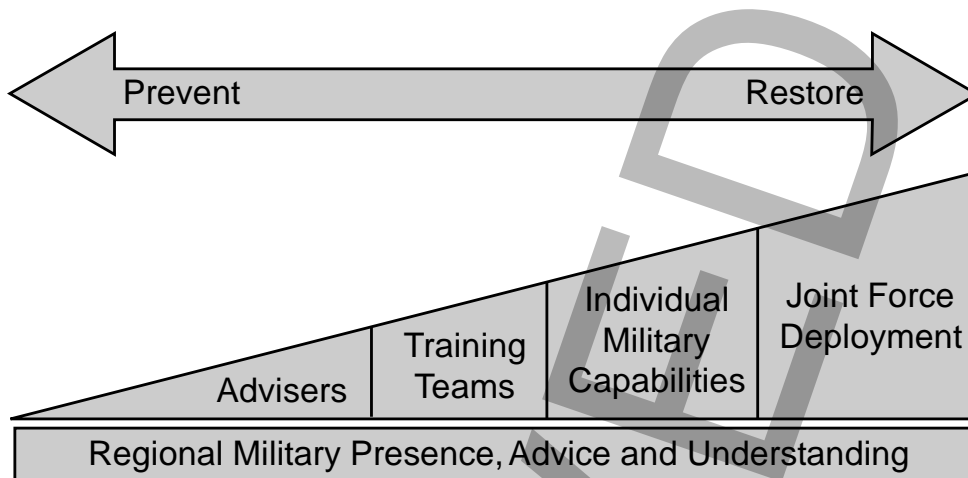 Prevent
Restore
Advisers
Training
Teams
Individual
Military
Capabilities
Joint Force
Deployment
Regional Military Presence, Advice and Understanding